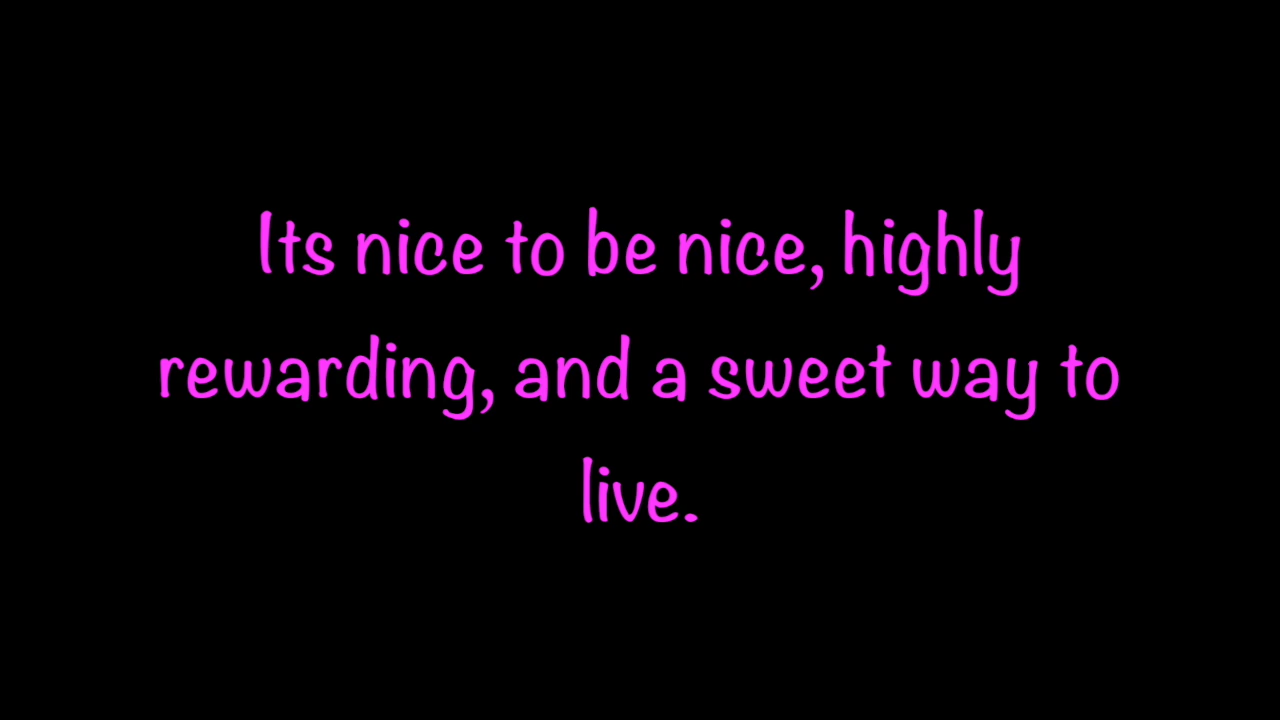 Its nice to be nice, highly
rewarding, and a sweet way to
live.